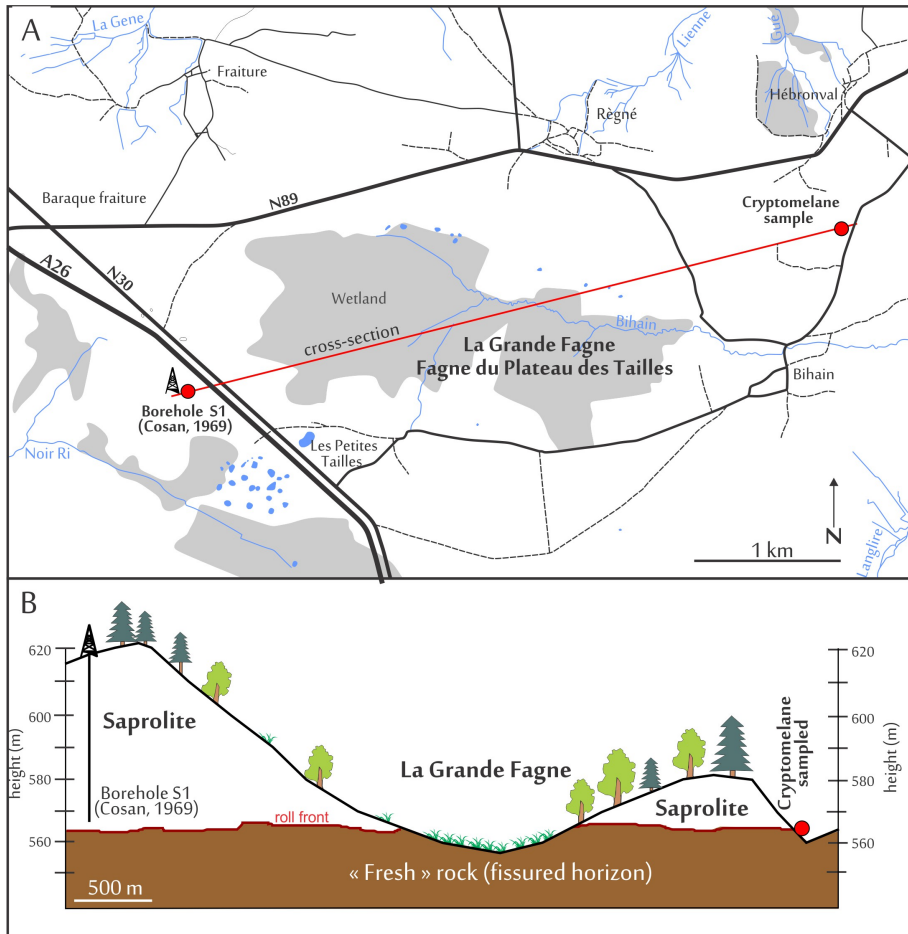 A
La Gene
Fraiture
Lienne
Gué
Hébronval
Règné
Baraque fraiture
N89
Cryptomelane
sample
A26
N30
Wetland
cross-section
Bihain
La Grande Fagne
Fagne du Plateau des Tailles
Bihain
Borehole S1
(Cosan, 1969)
Les Petites
Tailles
Noir Ri
N
1 km
Langlire
B
620
600
580
560
height (m)
Saprolite
Borehole S1
(Cosan, 1969)
roll front
La Grande Fagne
Saprolite
Cryptomelane
sampled
620
600
580
560
height (m)
« Fresh » rock (fissured horizon)
500 m